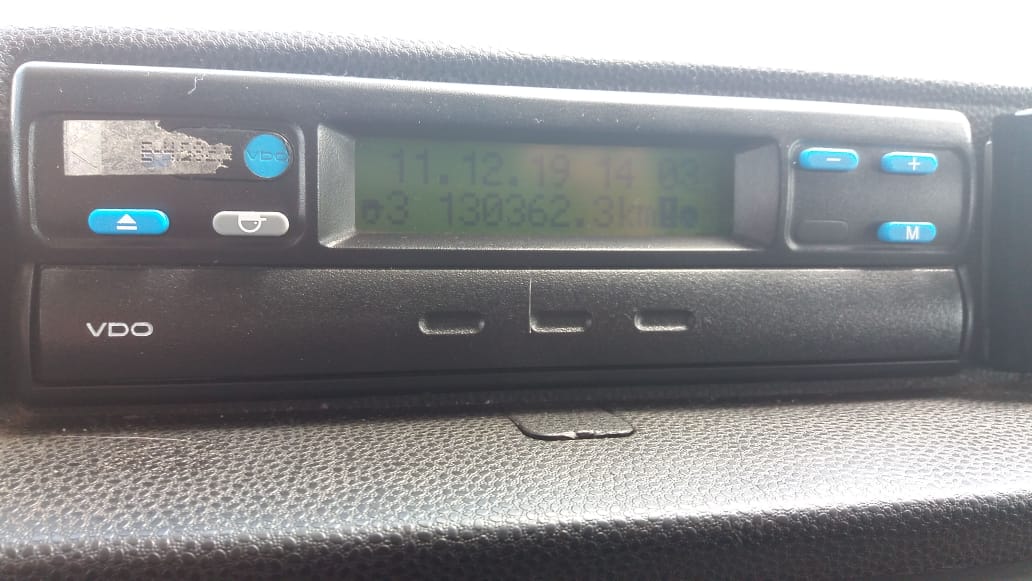 VDO
11.12.19 14 03
3 130362.3km
- +
M
VDO